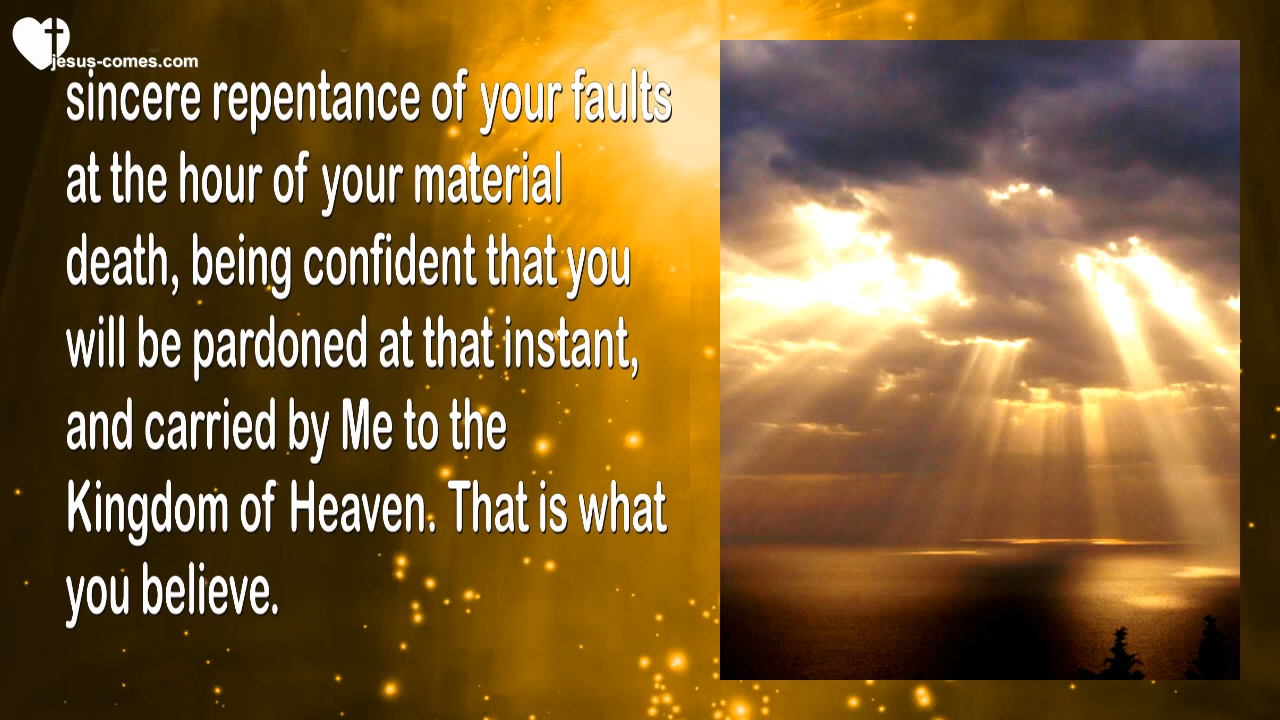 jesus-comes.com
sincere repentance of your faults
at the hour of your material
death, being confident that you
will be pardoned at that instant,
and carried by Me to the
Kingdom of Heaven. That is what
you believe.